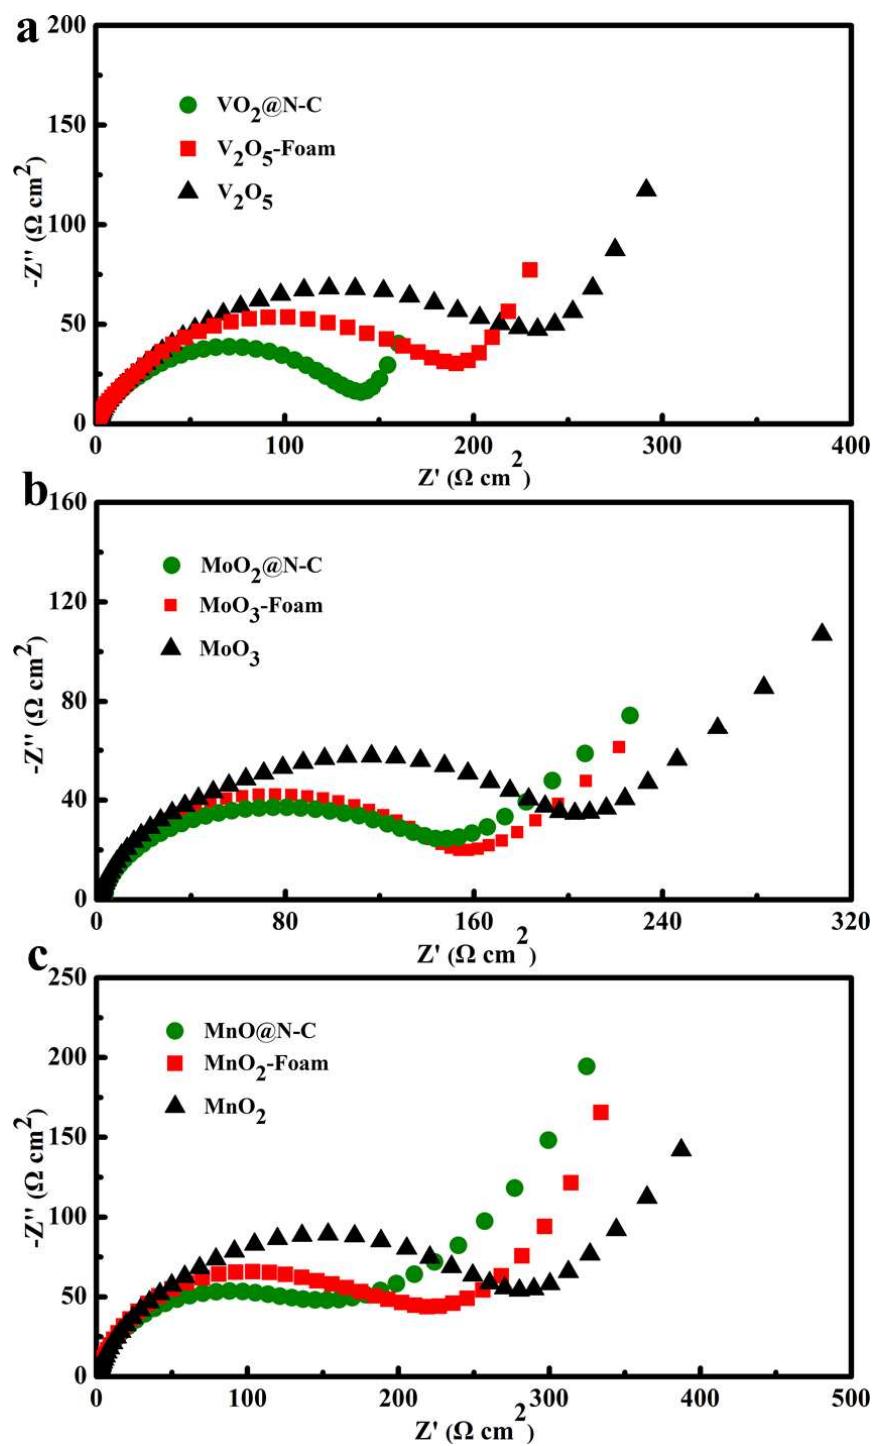 a
200
150
100
50
0
-Z'' (Ω cm²)
VO₂@N-C
V₂O₅-Foam
V₂O₅
0 100 200 300 400
Z' (Ω cm²)
b
160
120
80
40
0
-Z'' (Ω cm²)
MoO₂@N-C
MoO₃-Foam
MoO₃
0 80 160 240 320
Z' (Ω cm²)
c
250
200
150
100
50
0
-Z'' (Ω cm²)
MnO@N-C
MnO₂-Foam
MnO₂
0 100 200 300 400 500
Z' (Ω cm²)